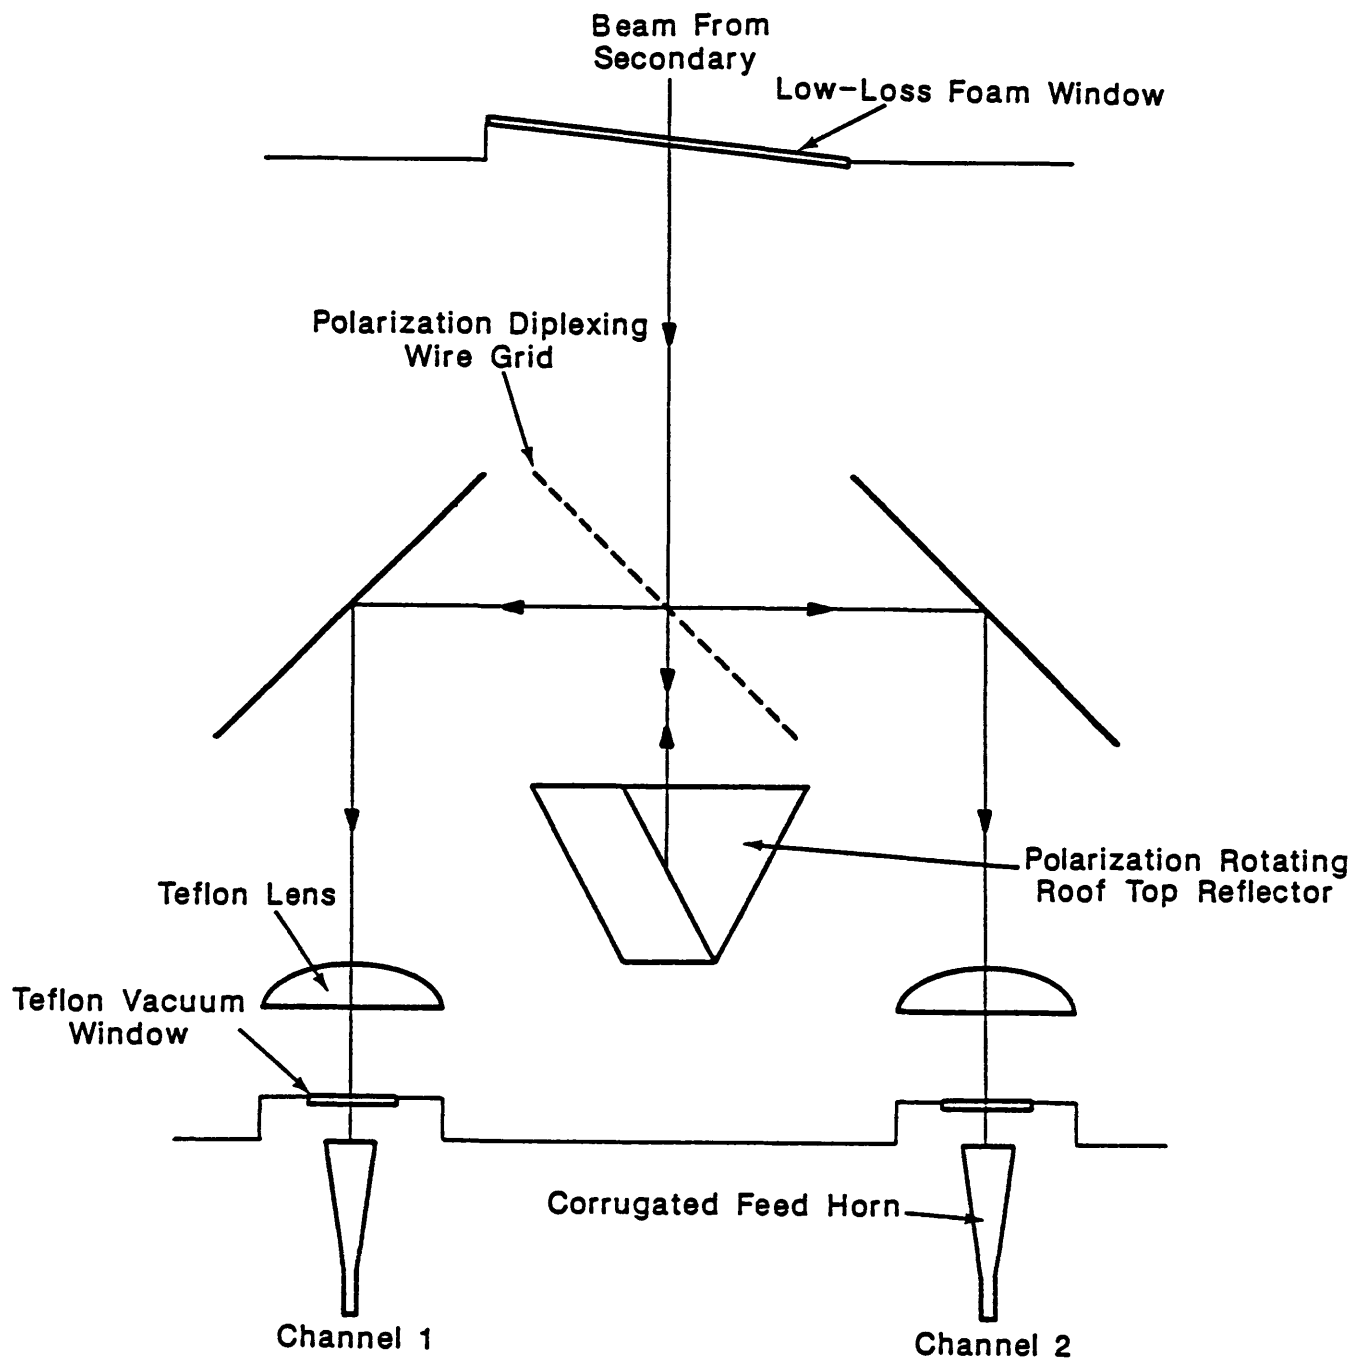 Beam From
Secondary
Low-Loss Foam Window
Polarization Diplexing
Wire Grid
Polarization Rotating
Roof Top Reflector
Teflon Lens
Teflon Vacuum
Window
Corrugated Feed Horn
Channel 1
Channel 2